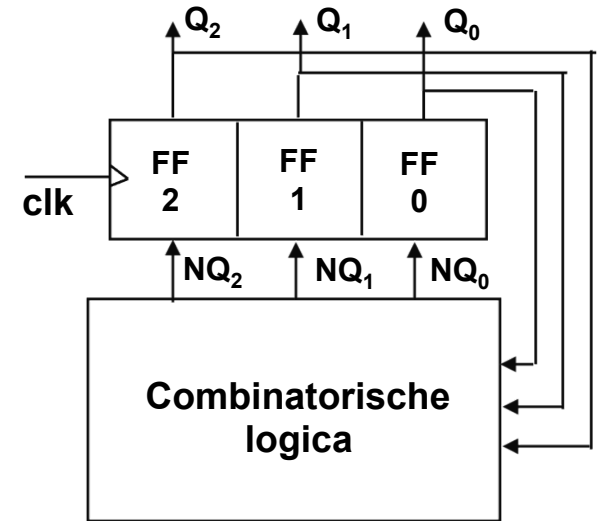 Q₂ Q₁ Q₀
FF FF FF
2 1 0
clk
NQ₂ NQ₁ NQ₀
Combinatorische
logica